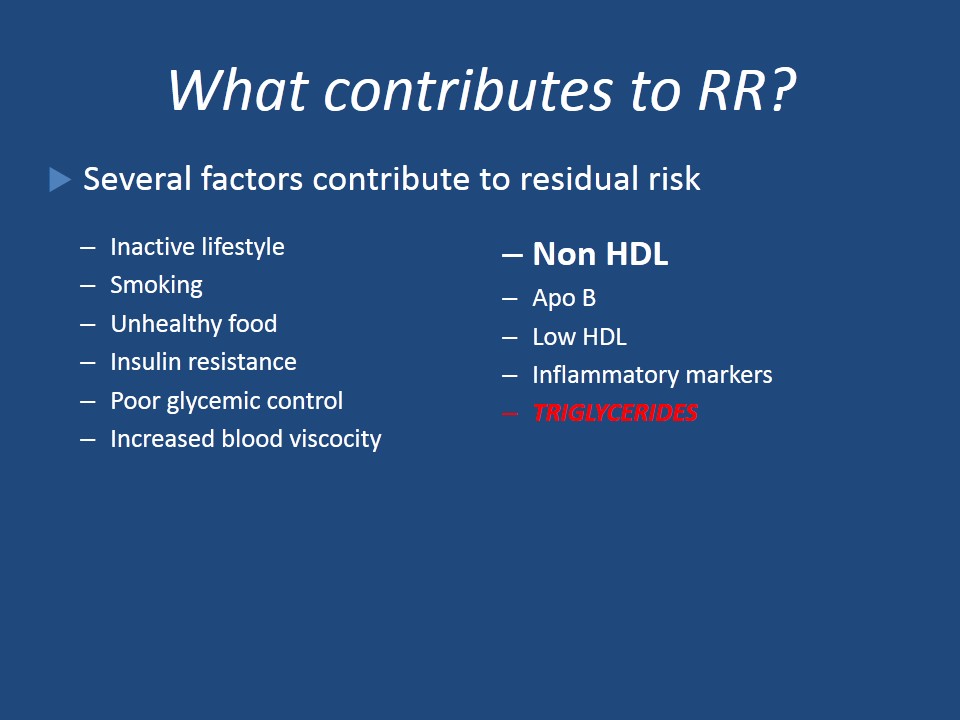 What contributes to RR?
Several factors contribute to residual risk
– Inactive lifestyle
– Smoking
– Unhealthy food
– Insulin resistance
– Poor glycemic control
– Increased blood viscocity
– Non HDL
– Apo B
– Low HDL
– Inflammatory markers
– TRIGLYCERIDES